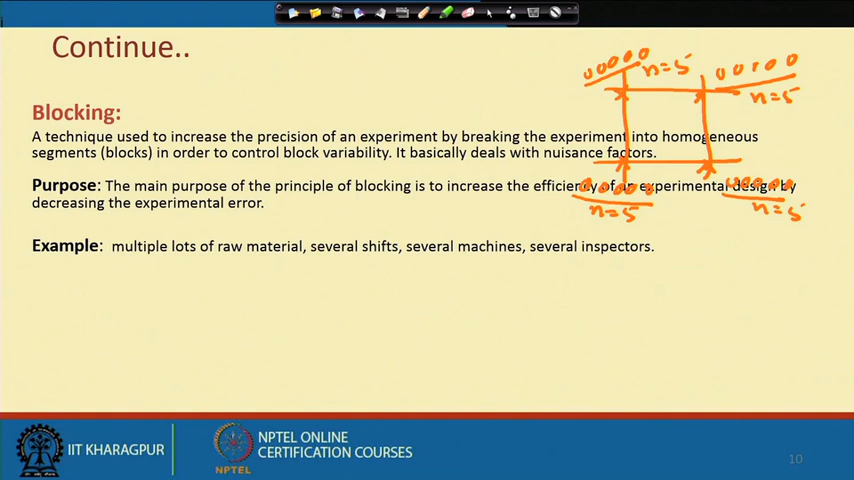 Continue..
00000 n=5
00100
n=5
Blocking:
A technique used to increase the precision of an experiment by breaking the experiment into homogeneous
segments (blocks) in order to control block variability. It basically deals with nuisance factors.
Purpose: The main purpose of the principle of blocking is to increase the efficiency of an experimental design by
decreasing the experimental error.
00000
n=5
n=5
Example: multiple lots of raw material, several shifts, several machines, several inspectors.
IIT KHARAGPUR
NPTEL
NPTEL ONLINE
CERTIFICATION COURSES
10